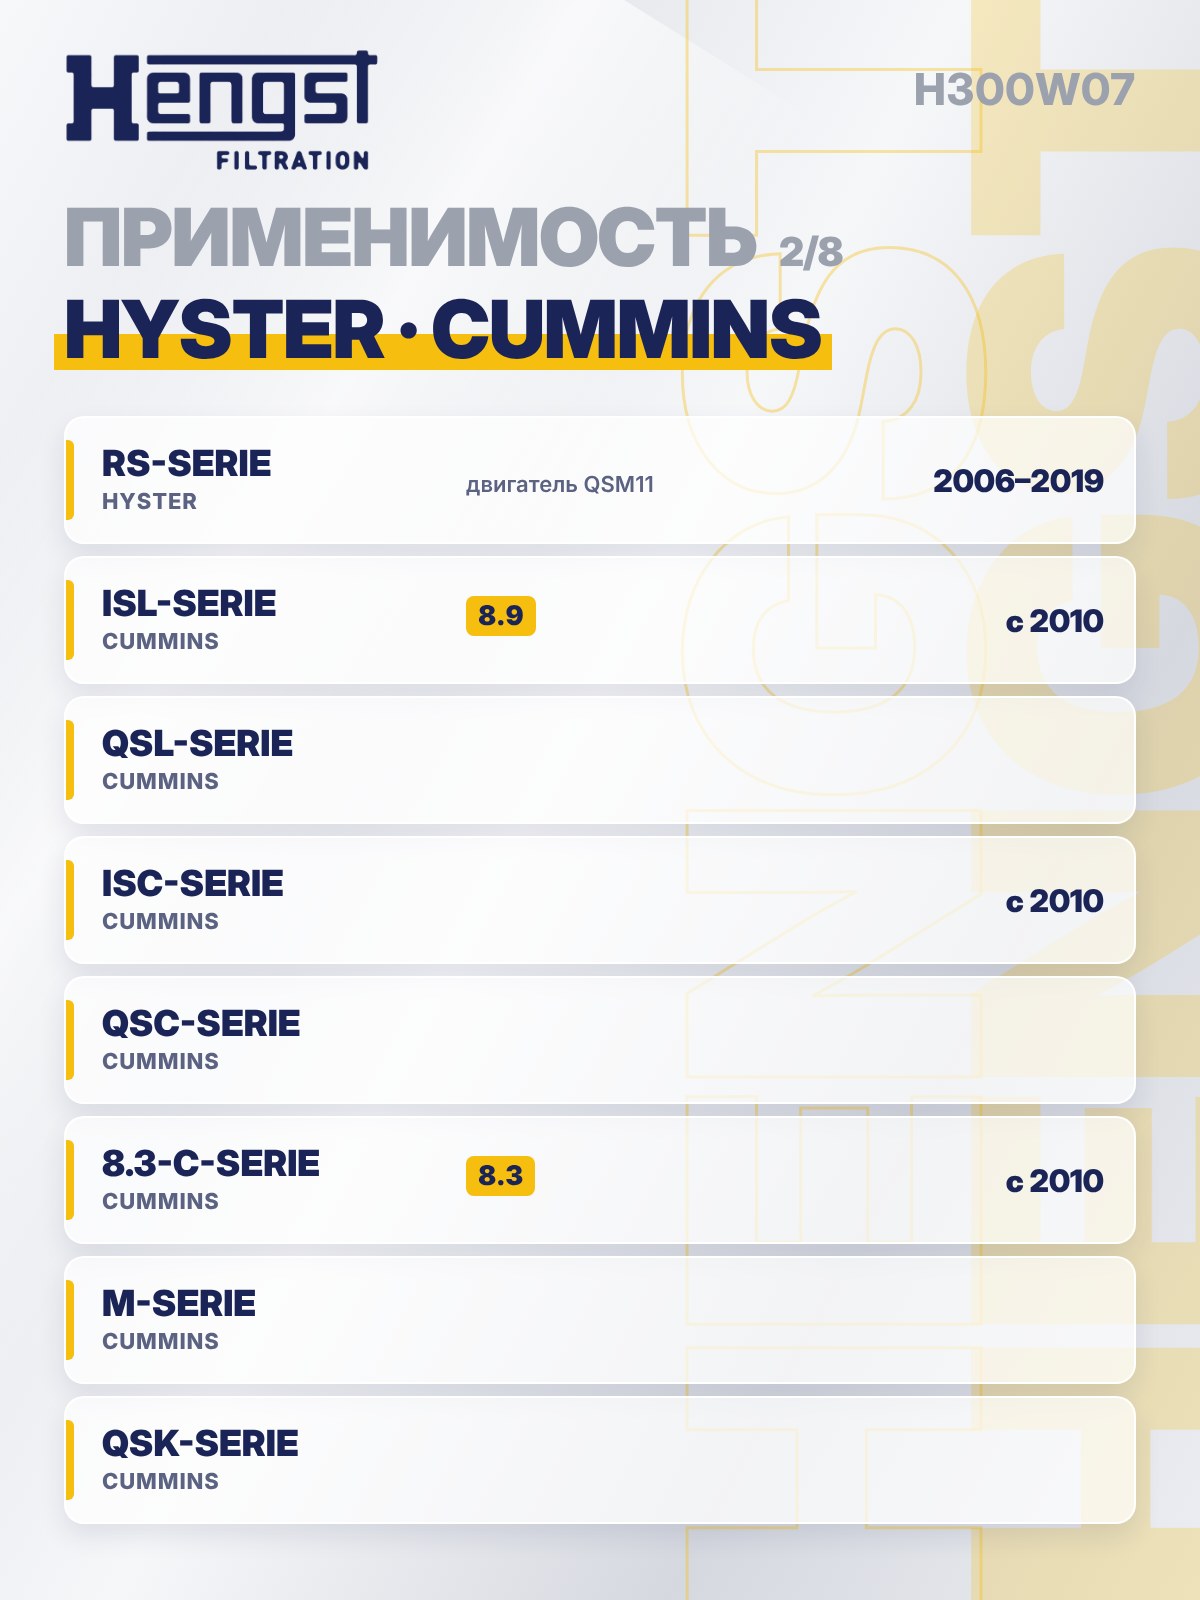 Hengst
FILTRATION
H300W07
ПРИМЕНИМОСТЬ 2/8
HYSTER · CUMMINS
RS-SERIE
HYSTER
двигатель QSM11
2006–2019
ISL-SERIE
CUMMINS
8.9
с 2010
QSL-SERIE
CUMMINS
ISC-SERIE
CUMMINS
с 2010
QSC-SERIE
CUMMINS
8.3-C-SERIE
CUMMINS
8.3
с 2010
M-SERIE
CUMMINS
QSK-SERIE
CUMMINS
HENGST
HENGST